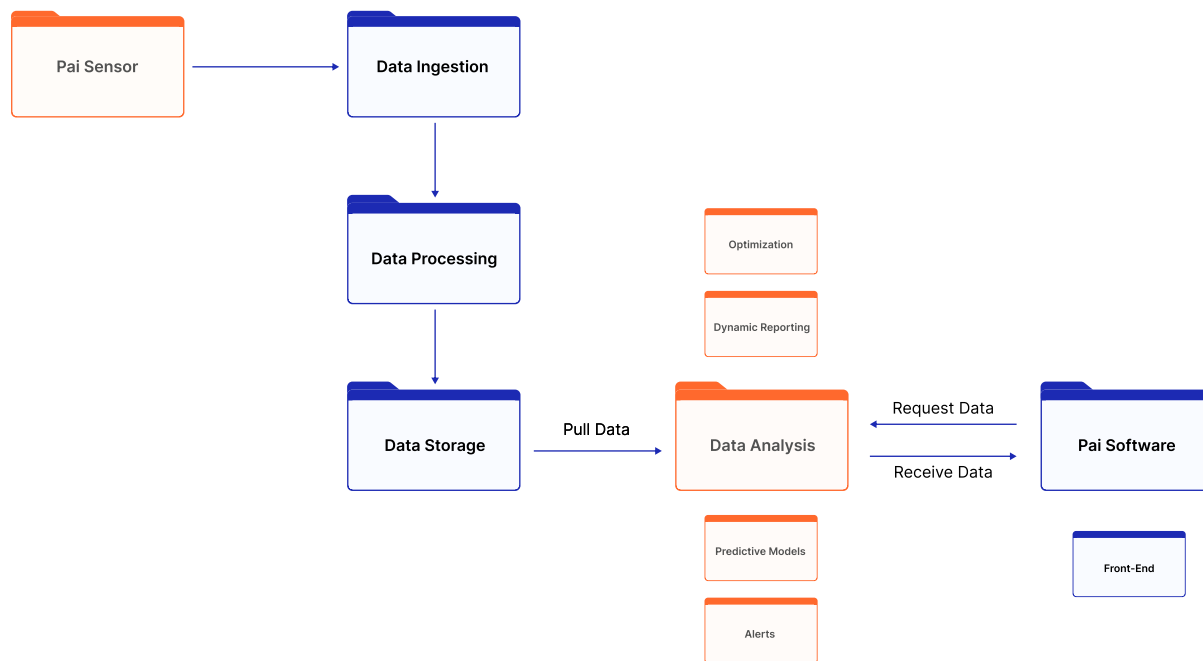 Pai Sensor
Data Ingestion
Data Processing
Optimization
Dynamic Reporting
Data Storage
Pull Data
Data Analysis
Request Data
Receive Data
Pai Software
Predictive Models
Front-End
Alerts